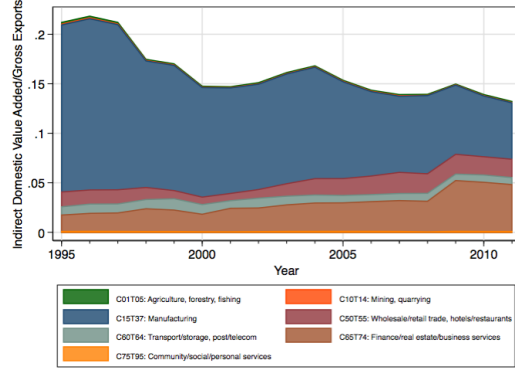 Indirect Domestic Value Added/Gross Exports
.2
.15
.1
.05
0
1995
2000
2005
2010
Year
C01T05: Agriculture, forestry, fishing
C10T14: Mining, quarrying
C15T37: Manufacturing
C50T55: Wholesale/retail trade, hotels/restaurants
C60T64: Transport/storage, post/telecom
C65T74: Finance/real estate/business services
C75T95: Community/social/personal services